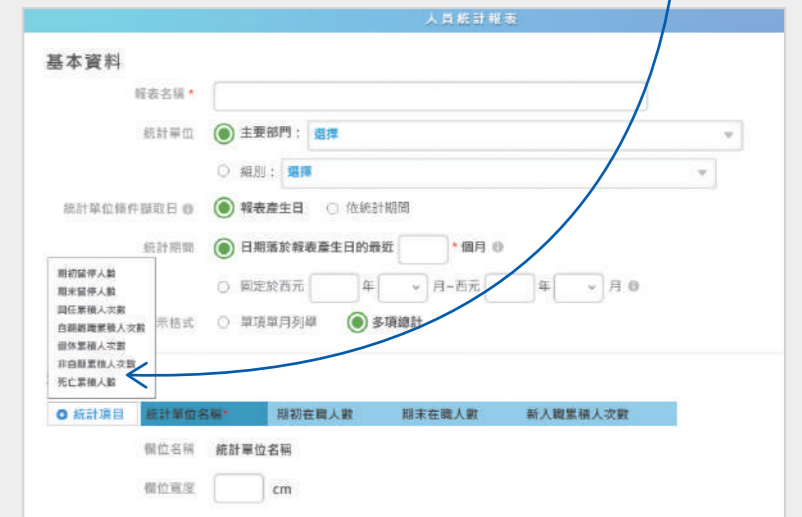 人員統計報表
基本資料
報表名稱 *
統計單位 主要部門： 選擇
組別： 選擇
統計單位條件擷取日 報表產生日 依統計期間
統計期間 日期落於報表產生日的最近 * 個月
固定於西元 年 月-西元 年 月
示格式 單項單月列舉 多項總計
期初留停人數
期末留停人數
回任累積人次數
自願離職累積人次數
退休累積人次數
非自願累積人次數
死亡累積人數
統計項目 統計單位名稱* 期初在職人數 期末在職人數 新入職累積人次數
欄位名稱 統計單位名稱
欄位寬度 cm